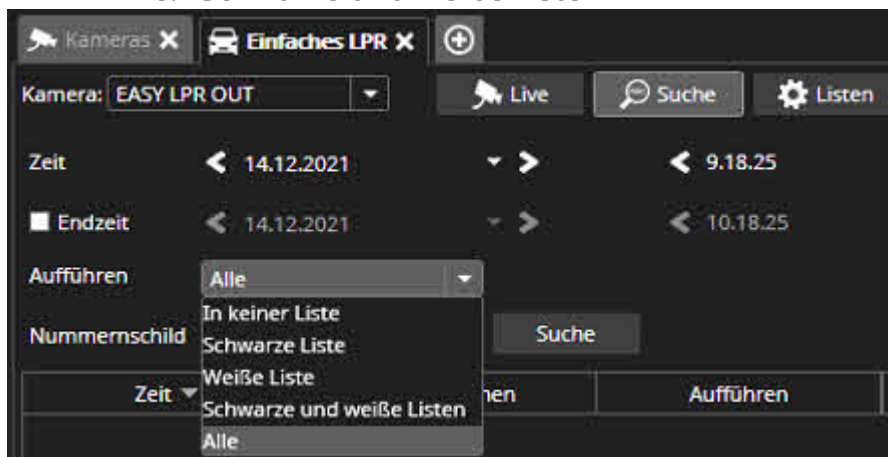 Kameras Einfaches LPR
Kamera: EASY LPR OUT Live Suche Listen
Zeit 14.12.2021 9.18.25
Endzeit 14.12.2021 10.18.25
Aufführen Alle
In keiner Liste
Nummernschild Suche
Schwarze Liste
Weiße Liste
Zeit Aufführen
Schwarze und weiße Listen
Alle